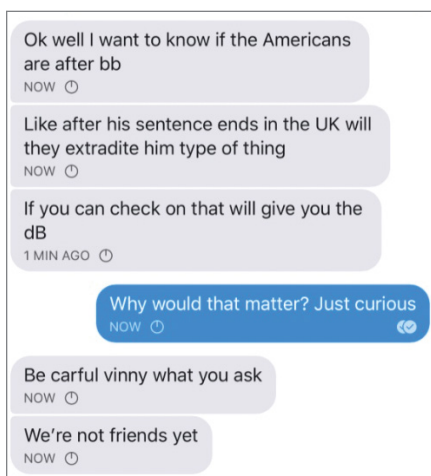 Ok well I want to know if the Americans
are after bb
NOW
Like after his sentence ends in the UK will
they extradite him type of thing
NOW
If you can check on that will give you the
dB
1 MIN AGO
Why would that matter? Just curious
NOW
Be carful vinny what you ask
NOW
We're not friends yet
NOW